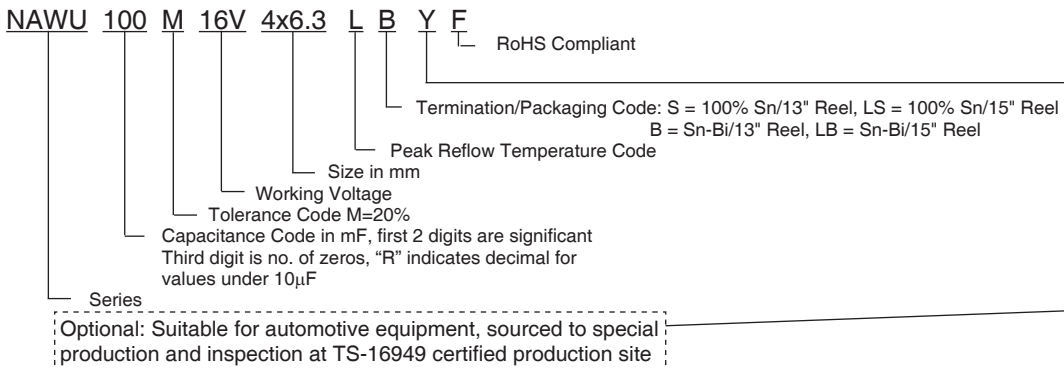 NAWU 100 M 16V 4x6.3 L B Y F
RoHS Compliant
Termination/Packaging Code: S = 100% Sn/13" Reel, LS = 100% Sn/15" Reel
B = Sn-Bi/13" Reel, LB = Sn-Bi/15" Reel
Peak Reflow Temperature Code
Size in mm
Working Voltage
Tolerance Code M=20%
Capacitance Code in mF, first 2 digits are significant
Third digit is no. of zeros, “R” indicates decimal for
values under 10μF
Series
Optional: Suitable for automotive equipment, sourced to special
production and inspection at TS-16949 certified production site